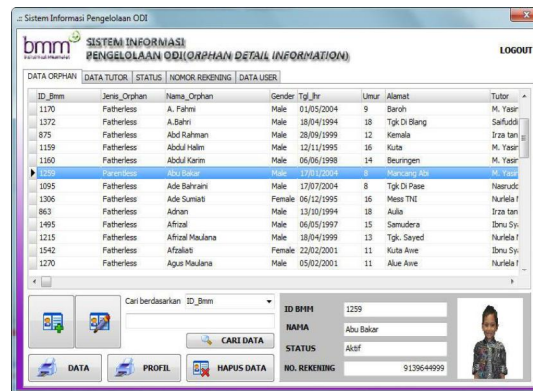 .:: Sistem Informasi Pengelolaan ODI
bmm
SISTEM INFORMASI
PENGELOLAAN ODI(ORPHAN DETAIL INFORMATION)
LOGOUT
DATA ORPHAN DATA TUTOR STATUS NOMOR REKENING DATA USER
ID_Bmm Jenis_Orphan Nama_Orphan Gender Tgl_lhr Umur Alamat Tutor
1170 Fatherless A. Fahmi Male 01/05/2004 9 Baroh M. Yasir
1372 Fatherless A.Bahri Male 18/04/1994 18 Tgk Di Blang Saifuddi
875 Fatherless Abd Rahman Male 28/09/1999 12 Kemala Irza tan
1159 Fatherless Abdul Halim Male 12/11/1995 16 Kuta M. Yasir
1160 Fatherless Abdul Karim Male 06/06/1998 14 Beuringen M. Yasir
1259 Parentless Abu Bakar Male 17/01/2004 8 Mancang Abi M. Yasir
1095 Fatherless Ade Bahraini Male 17/07/2004 8 Tgk Di Pase Nasrudd
1306 Fatherless Ade Sumiati Female 06/12/1995 16 Mess TNI Nurlela
863 Fatherless Adnan Male 13/10/1994 18 Aulia Irza tan
1495 Fatherless Afrizal Male 06/05/1997 15 Samudera Ibnu Sy
1215 Fatherless Afrizal Maulana Male 18/04/1999 13 Tgk. Sayed Nurlela
1542 Fatherless Afzaliati Female 22/02/2001 11 Kuta Awe Ibnu Sy
1270 Fatherless Agus Maulana Male 05/02/2001 11 Alue Awe Nurlela
Cari berdasarkan ID_Bmm
CARI DATA
DATA PROFIL HAPUS DATA
ID BMM 1259
NAMA Abu Bakar
STATUS Aktif
NO. REKENING 9139644999